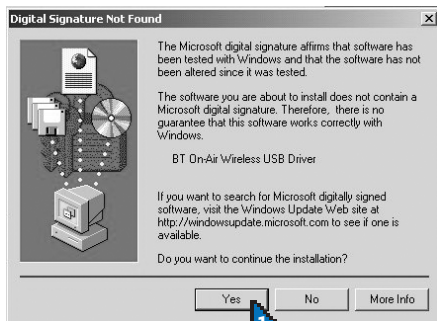 Digital Signature Not Found
The Microsoft digital signature affirms that software has
been tested with Windows and that the software has not
been altered since it was tested.
The software you are about to install does not contain a
Microsoft digital signature. Therefore, there is no
guarantee that this software works correctly with
Windows.
BT On-Air Wireless USB Driver
If you want to search for Microsoft digitally signed
software, visit the Windows Update Web site at
http://windowsupdate.microsoft.com to see if one is
available.
Do you want to continue the installation?
Yes No More Info